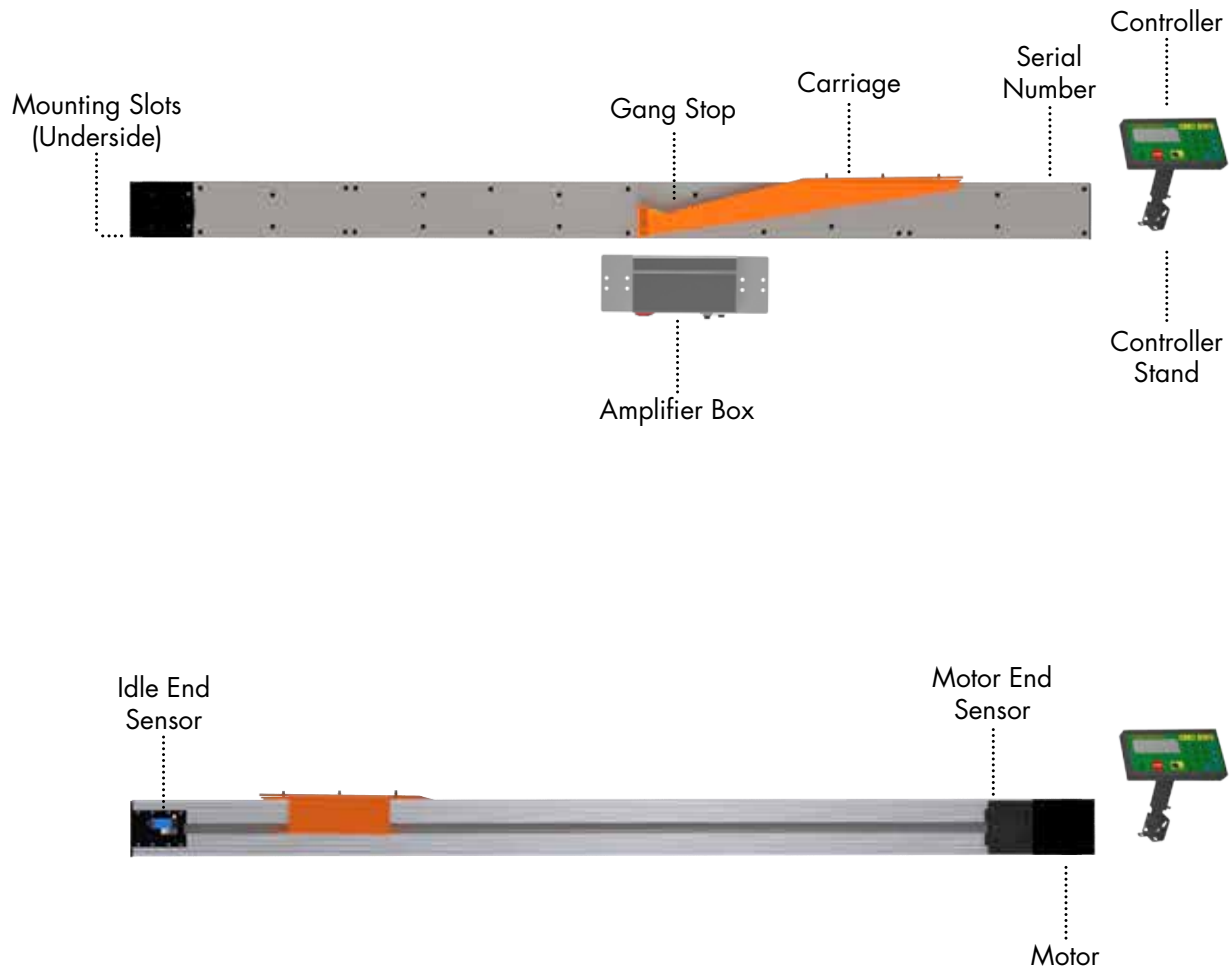 Controller
Serial
Number
Carriage
Gang Stop
Mounting Slots
(Underside)
Controller
Stand
Amplifier Box
Idle End
Sensor
Motor End
Sensor
Motor